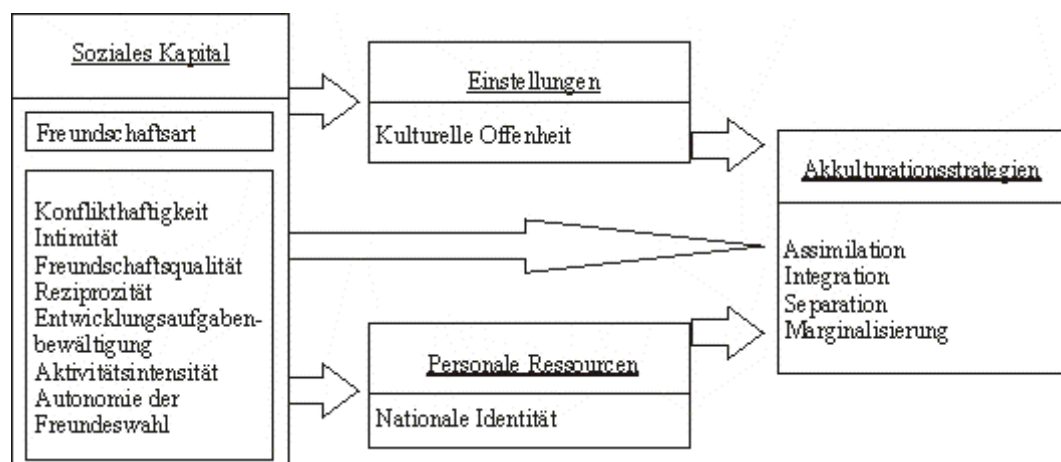 Soziales Kapital
Freundschaftsart
Konflikthaftigkeit
Intimität
Freundschaftsqualität
Reziprozität
Entwicklungsaufgaben-
bewältigung
Aktivitätsintensität
Autonomie der
Freundeswahl
Einstellungen
Kulturelle Offenheit
Personale Ressourcen
Nationale Identität
Akkulturationsstrategien
Assimilation
Integration
Separation
Marginalisierung